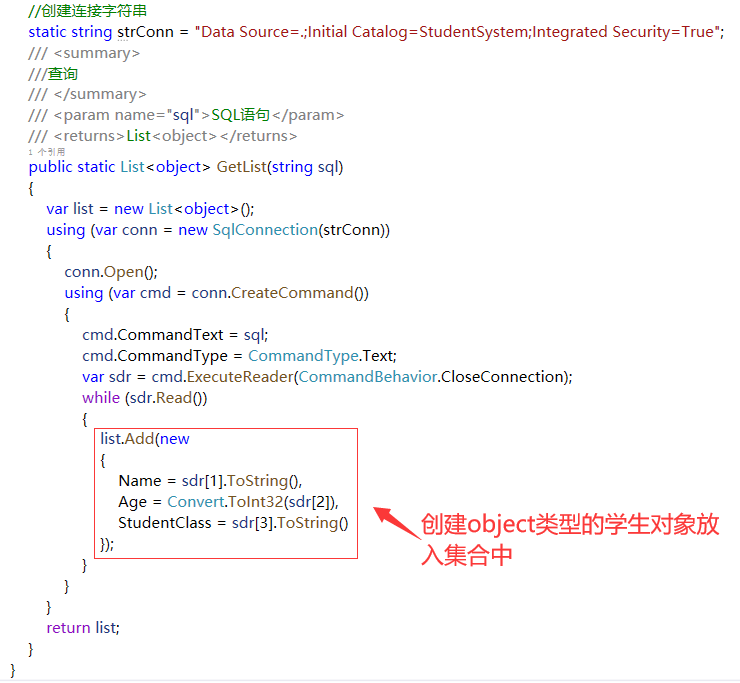 //创建连接字符串
static string strConn = "Data Source=.;Initial Catalog=StudentSystem;Integrated Security=True";
/// <summary>
///查询
/// </summary>
/// <param name="sql">SQL语句</param>
/// <returns>List<object></returns>
1 个引用
public static List<object> GetList(string sql)
{
var list = new List<object>();
using (var conn = new SqlConnection(strConn))
{
conn.Open();
using (var cmd = conn.CreateCommand())
{
cmd.CommandText = sql;
cmd.CommandType = CommandType.Text;
var sdr = cmd.ExecuteReader(CommandBehavior.CloseConnection);
while (sdr.Read())
{
list.Add(new
{
Name = sdr[1].ToString(),
Age = Convert.ToInt32(sdr[2]),
StudentClass = sdr[3].ToString()
});
创建object类型的学生对象放
入集合中
}
}
}
return list;
}
}